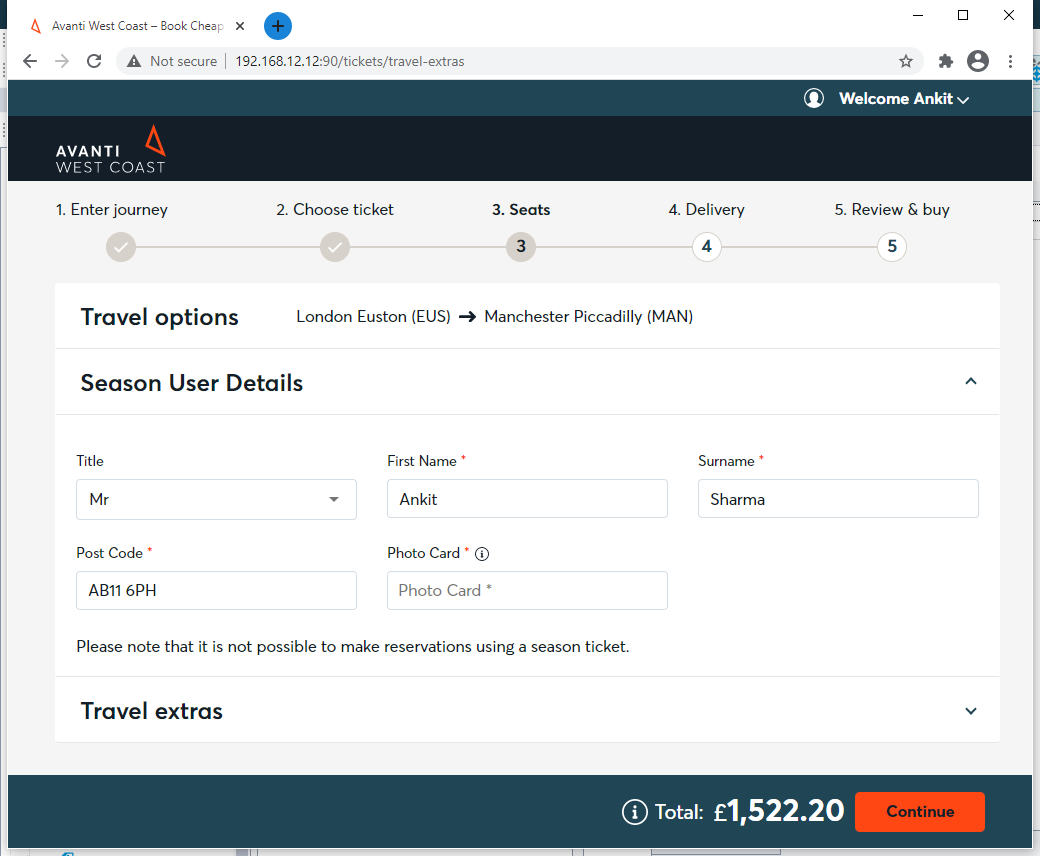 Avanti West Coast – Book Cheap
Not secure | 192.168.12.12:90/tickets/travel-extras
Welcome Ankit
AVANTI
WEST COAST
1. Enter journey 2. Choose ticket 3. Seats 4. Delivery 5. Review & buy
3 4 5
Travel options London Euston (EUS) → Manchester Piccadilly (MAN)
Season User Details
Title First Name * Surname *
Mr Ankit Sharma
Post Code * Photo Card *
AB11 6PH Photo Card *
Please note that it is not possible to make reservations using a season ticket.
Travel extras
Total: £1,522.20 Continue